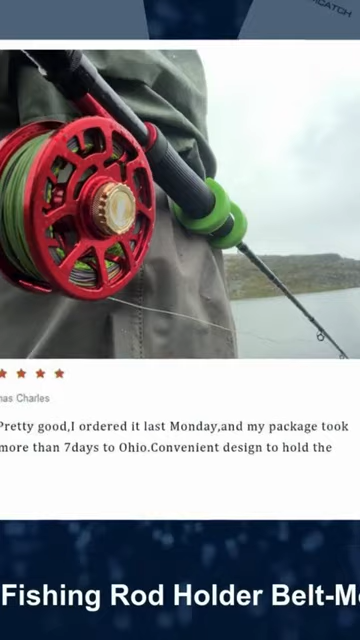 Charles
Pretty good,I ordered it last Monday,and my package took
more than 7days to Ohio.Convenient design to hold the
Fishing Rod Holder